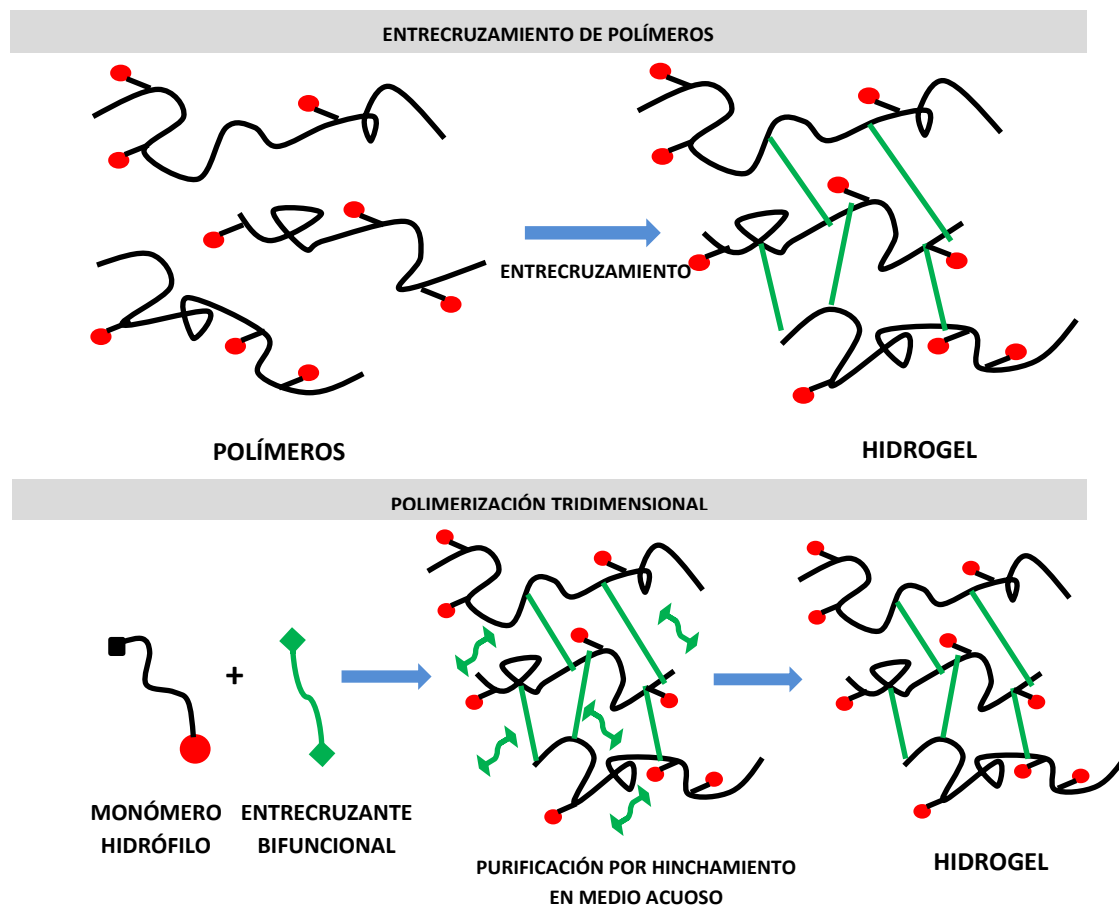 ENTRECRUZAMIENTO DE POLÍMEROS
ENTRECRUZAMIENTO
POLÍMEROS
HIDROGEL
POLIMERIZACIÓN TRIDIMENSIONAL
+
MONÓMERO
HIDRÓFILO
ENTRECRUZANTE
BIFUNCIONAL
PURIFICACIÓN POR HINCHAMIENTO
EN MEDIO ACUOSO
HIDROGEL